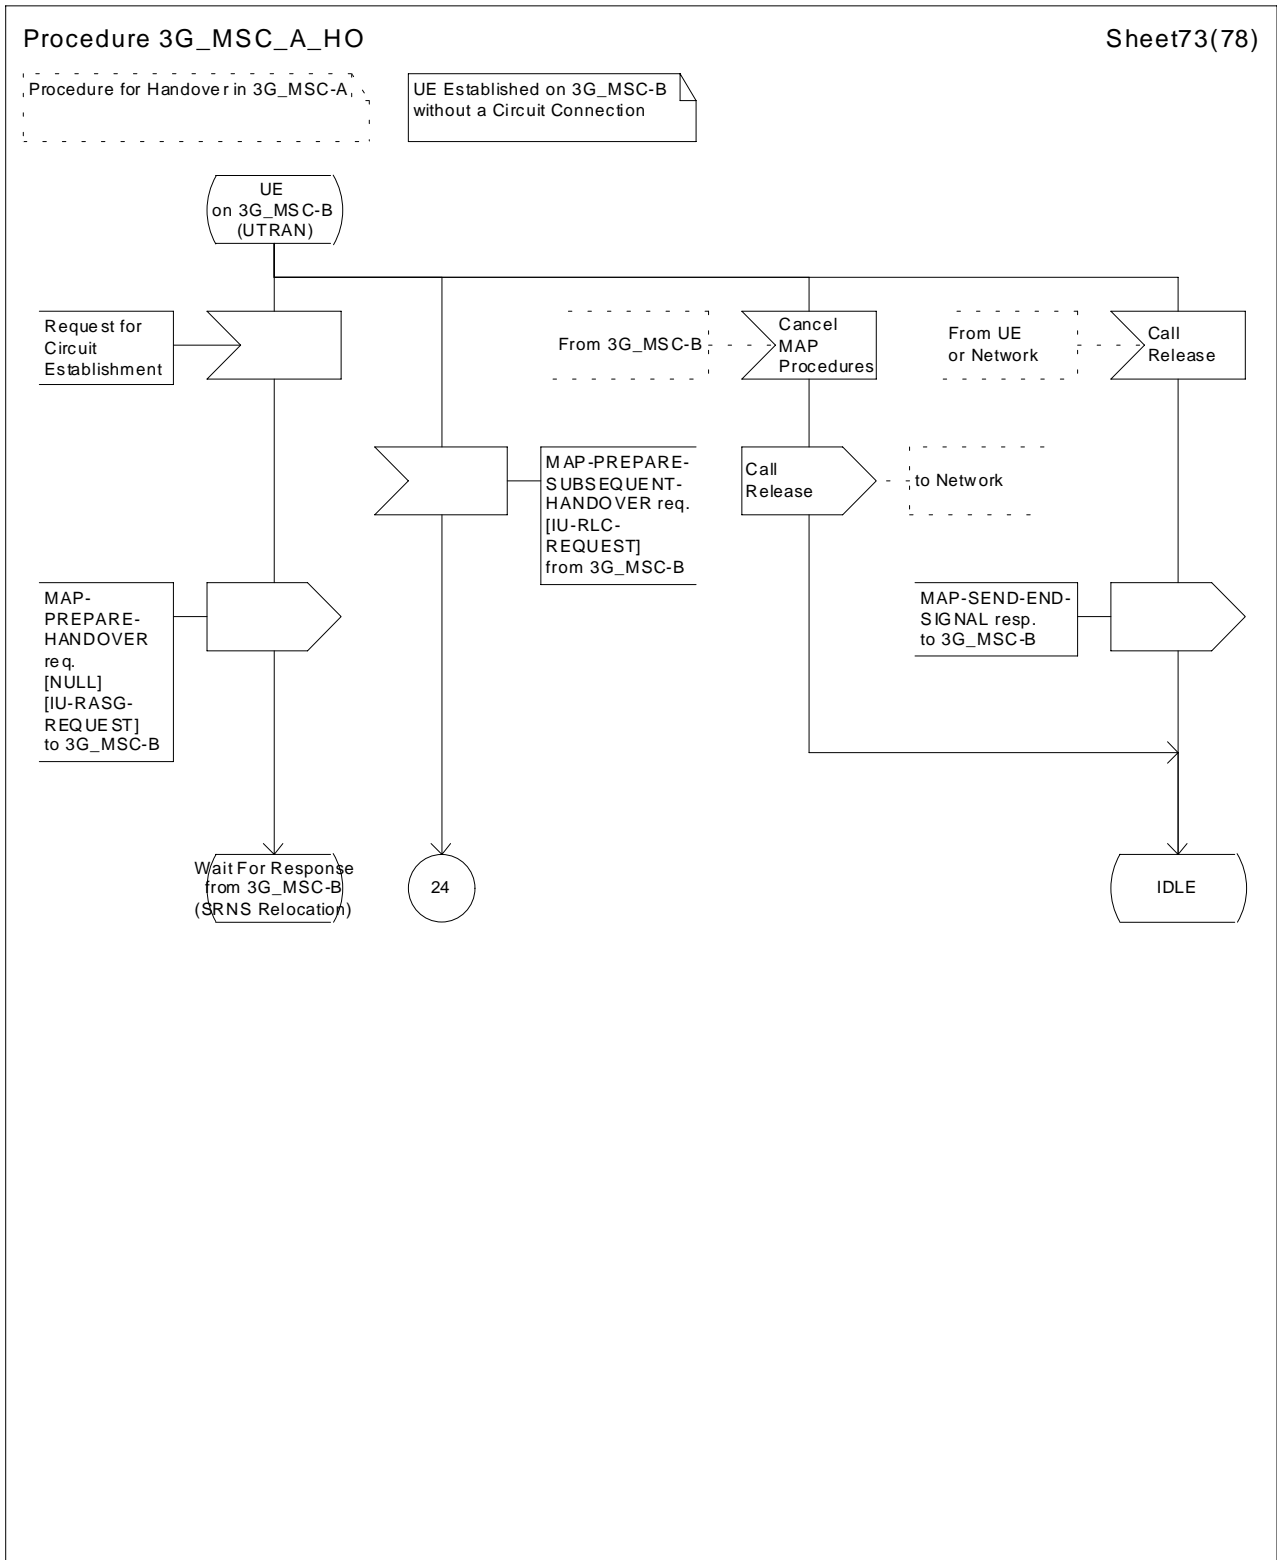 Procedure 3G_MSC_A_HO
Sheet73(78)
Procedure for Handover in 3G_MSC-A
UE Established on 3G_MSC-B
without a Circuit Connection
UE
on 3G_MSC-B
(UTRAN)
Request for
Circuit
Establishment
From 3G_MSC-B
Cancel
MAP
Procedures
From UE
or Network
Call
Release
MAP-PREPARE-
SUBSEQUENT-
HANDOVER req.
[IU-RLC-
REQUEST]
from 3G_MSC-B
Call
Release
to Network
MAP-
PREPARE-
HANDOVER
req.
[NULL]
[IU-RASG-
REQUEST]
to 3G_MSC-B
MAP-SEND-END-
SIGNAL resp.
to 3G_MSC-B
Wait For Response
from 3G_MSC-B
(SRNS Relocation)
24
IDLE